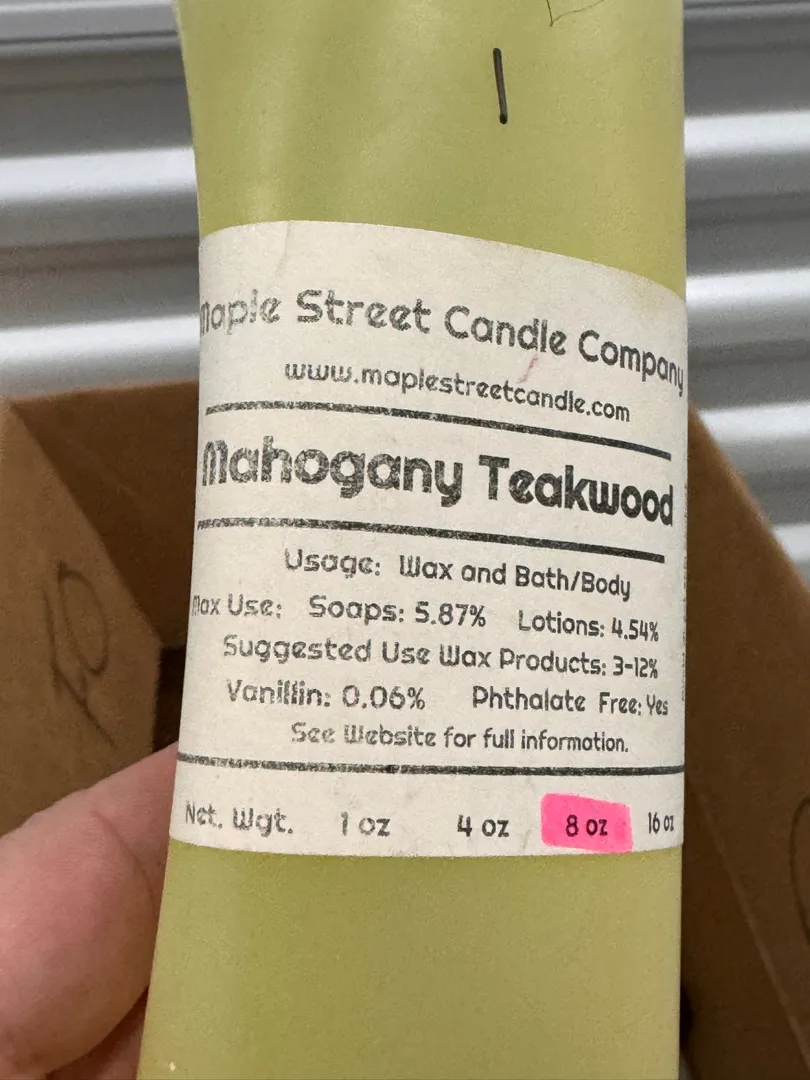 Maple Street Candle Company
www.maplestreetcandle.com
Mahogany Teakwood
Usage: Wax and Bath/Body
Max Use: Soaps: 5.87% Lotions: 4.54%
Suggested Use Wax Products: 3-12%
Vanillin: 0.06% Phthalate Free: Yes
See Website for full information.
Net. Wgt. 1 oz 4 oz 8 oz 16 oz